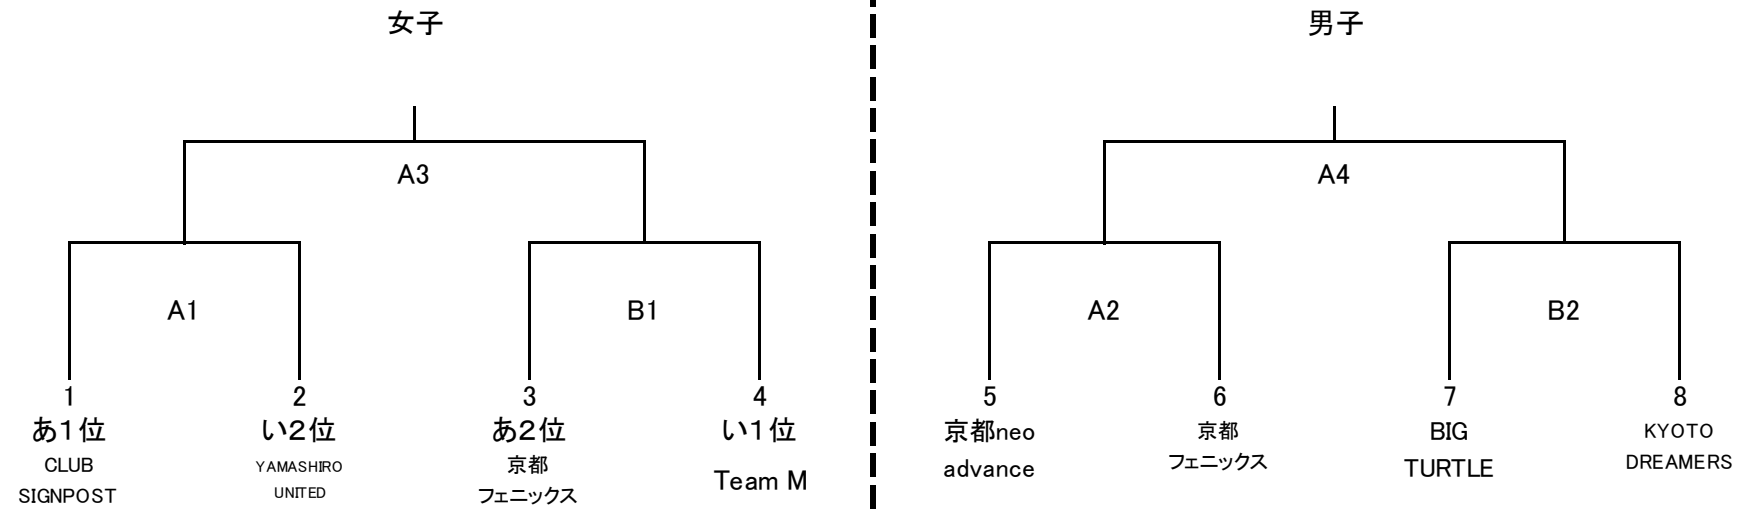 女子
A3
A1
B1
1
あ1位
CLUB
SIGNPOST
2
い2位
YAMASHIRO
UNITED
3
あ2位
京都
フェニックス
4
い1位
Team M
男子
A4
A2
B2
5
京都neo
advance
6
京都
フェニックス
7
BIG
TURTLE
8
KYOTO
DREAMERS